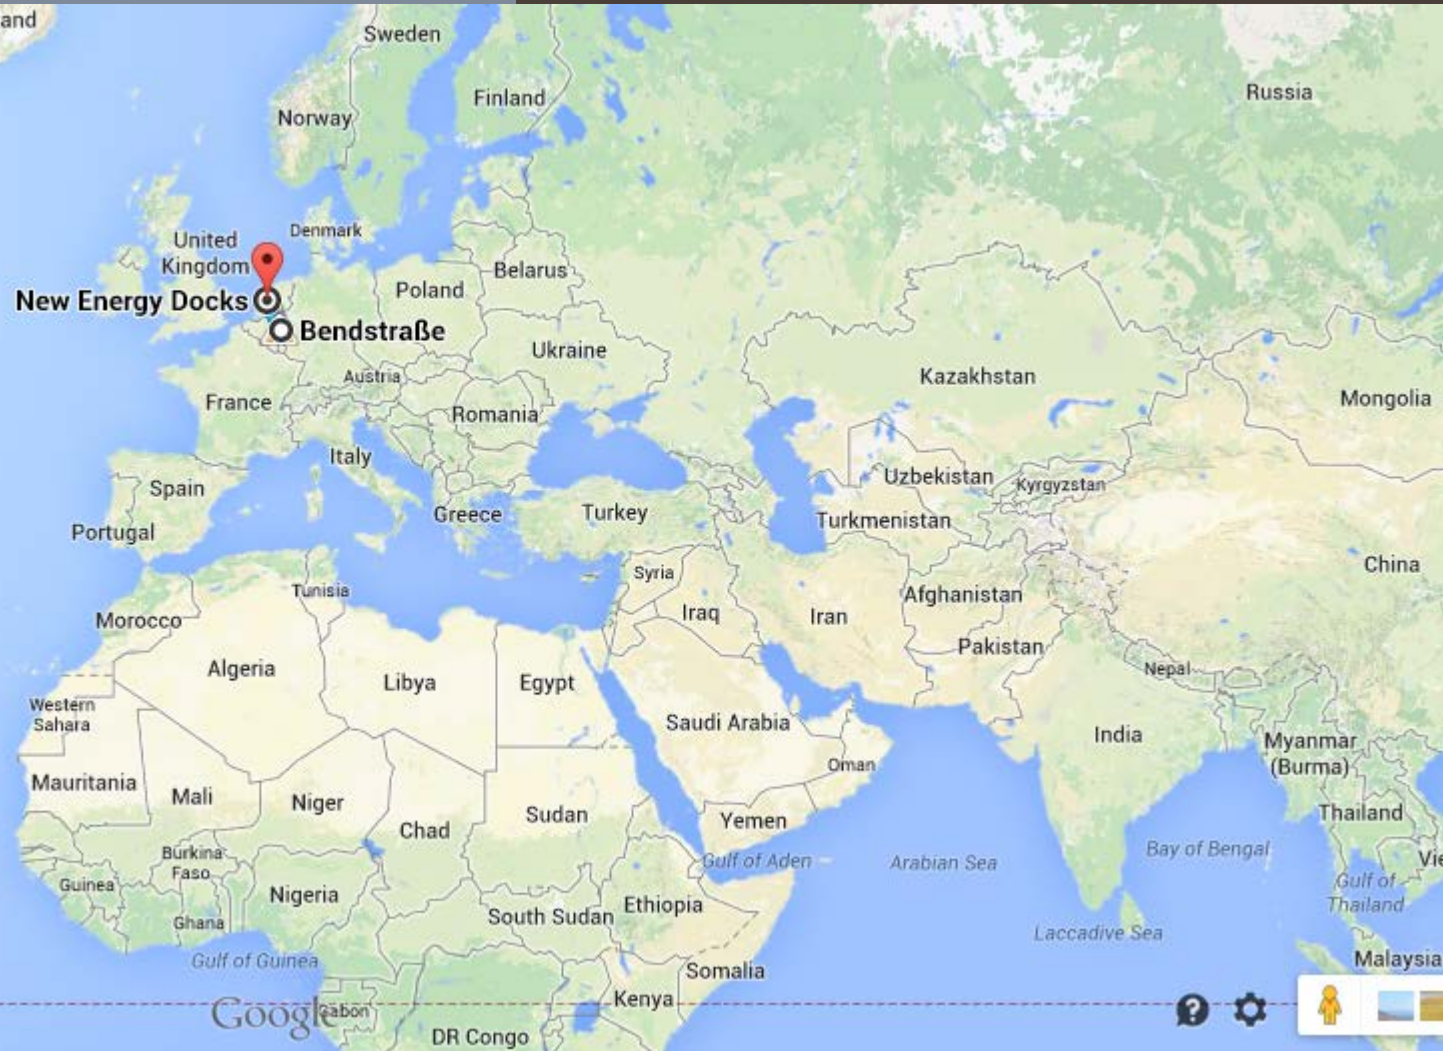 and
Sweden
Finland
Russia
Norway
Denmark
United
Kingdom
Belarus
Poland
New Energy Docks
Bendstraße
Ukraine
Austria
Kazakhstan
France
Mongolia
Romania
Italy
Uzbekistan
Kyrgyzstan
Spain
Greece
Turkey
Turkmenistan
Portugal
China
Syria
Tunisia
Afghanistan
Iraq
Iran
Morocco
Pakistan
Algeria
Libya
Egypt
Nepal
Western
Sahara
Saudi Arabia
India
Myanmar
(Burma)
Oman
Mauritania
Mali
Niger
Sudan
Thailand
Chad
Yemen
Burkina
Faso
Gulf of Aden
Arabian Sea
Bay of Bengal
Vie
Guinea
Nigeria
Ethiopia
Gulf of
Thailand
Ghana
South Sudan
Laccadive Sea
Gulf of Guinea
Somalia
Malaysia
Kenya
Google
Gabon
DR Congo
?